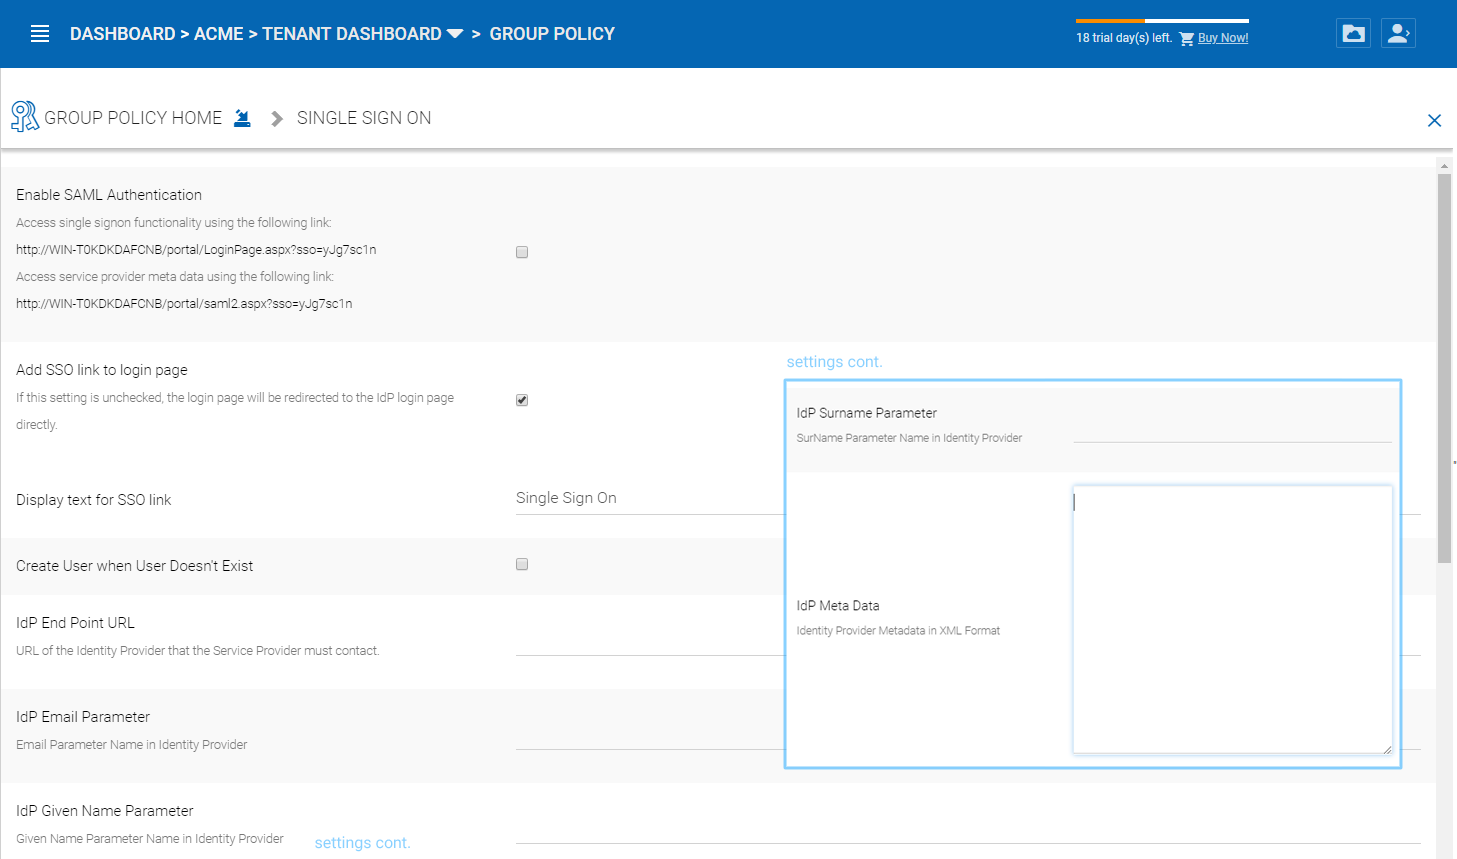 DASHBOARD > ACME > TENANT DASHBOARD > GROUP POLICY
18 trial day(s) left. Buy Now!
GROUP POLICY HOME SINGLE SIGN ON
Enable SAML Authentication
Access single signon functionality using the following link:
http://WIN-T0KDKDAFCNB/portal/LoginPage.aspx?sso=yJg7sc1n
Access service provider meta data using the following link:
http://WIN-T0KDKDAFCNB/portal/saml2.aspx?sso=yJg7sc1n
Add SSO link to login page
If this setting is unchecked, the login page will be redirected to the IdP login page
directly.
Display text for SSO link
Single Sign On
Create User when User Doesn't Exist
IdP End Point URL
URL of the Identity Provider that the Service Provider must contact.
IdP Email Parameter
Email Parameter Name in Identity Provider
IdP Given Name Parameter
Given Name Parameter Name in Identity Provider
settings cont.
settings cont.
IdP Surname Parameter
SurName Parameter Name in Identity Provider
IdP Meta Data
Identity Provider Metadata in XML Format